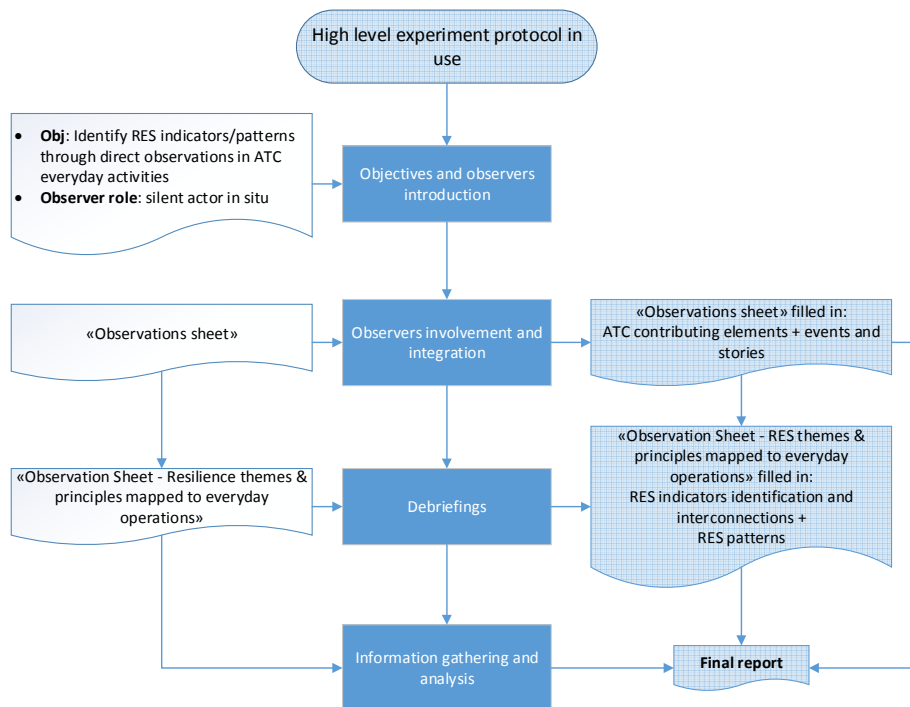 High level experiment protocol in
use
• Obj: Identify RES indicators/patterns
through direct observations in ATC
everyday activities
• Observer role: silent actor in situ
Objectives and observers
introduction
«Observations sheet»
Observers involvement and
integration
«Observations sheet» filled in:
ATC contributing elements + events and
stories
«Observation Sheet - Resilience themes &
principles mapped to everyday
operations»
Debriefings
«Observation Sheet - RES themes &
principles mapped to everyday
operations» filled in:
RES indicators identification and
interconnections +
RES patterns
Information gathering and
analysis
Final report